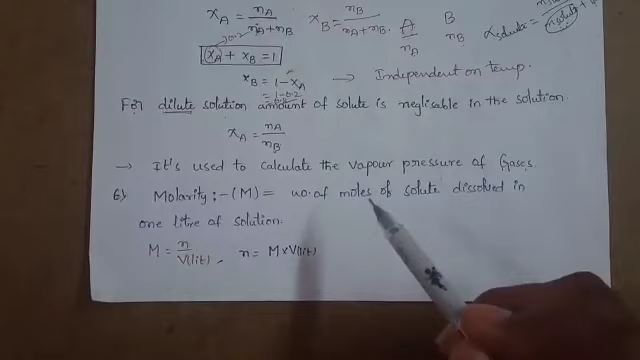 x_A = n_A / n_A + n_B   x_B = n_B / n_A + n_B   A / n_A   B n_B
x_A + x_B = 1
x_B = 1 - x_A → Independent on temp.
= 1 - 0.2
For dilute solution amount of solute is neglisable in the solution.
x_A = n_A / n_B
→ It's used to calculate the vapour pressure of Gases.
6) Molarity :- (M) = no. of moles of solute dissolved in
one litre of solution.
M = n / V(lit) , n = M x V(lit)